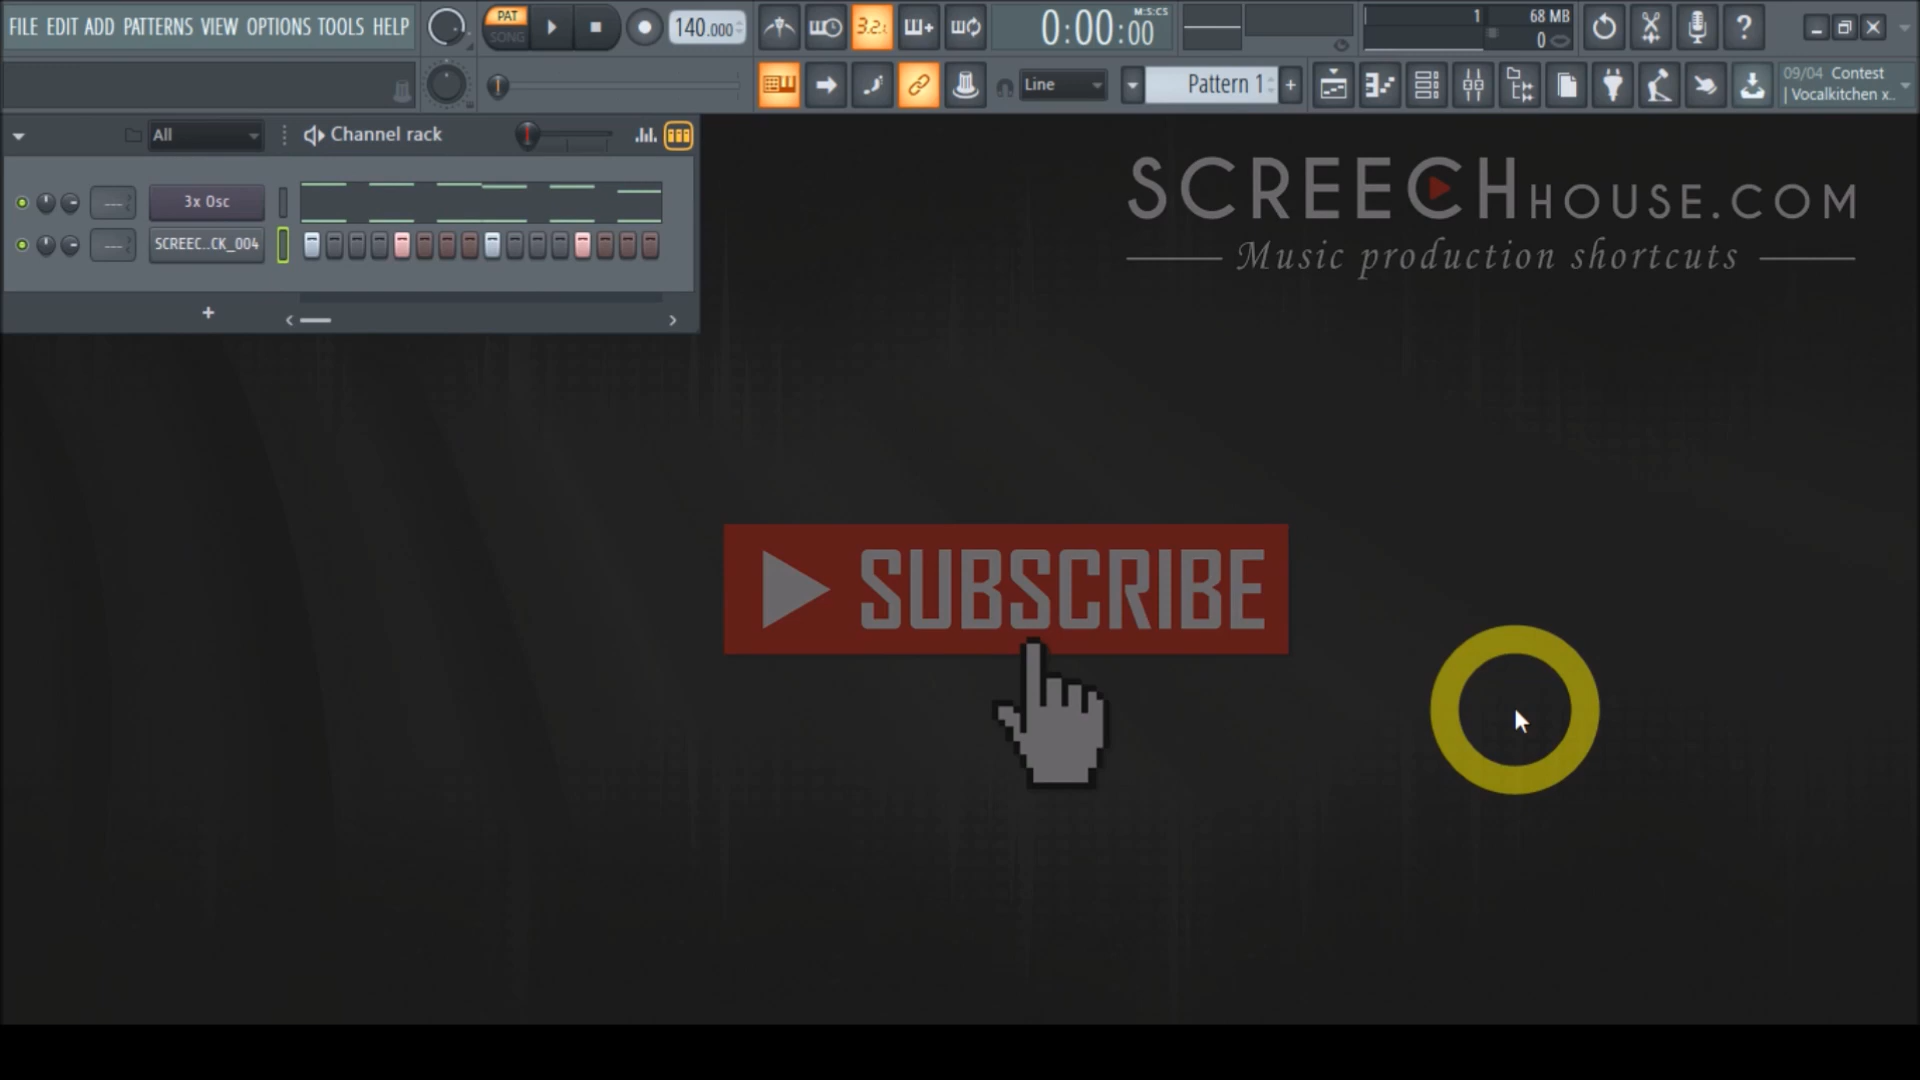 FILE EDIT ADD PATTERNS VIEW OPTIONS TOOLS HELP
PAT
SONG
140.000
3.2.
M:S:CS
0:00:00
1
68 MB
0
?
Line
Pattern 1
+
09/04 Contest
| Vocalkitchen x..
All
Channel rack
---
3x Osc
---
SCREEC..CK_004
+
SCREECHHOUSE.COM
Music production shortcuts
SUBSCRIBE